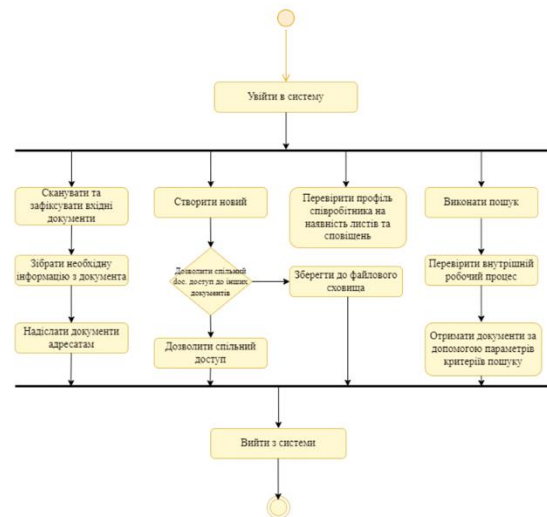 Увійти в систему
Сканувати та
зафіксувати вхідні
документи
Створити новий
Перевірити профіль
співробітника на
наявність листів та
сповіщень
Виконати пошук
Зібрати необхідну
інформацію з документа
Дозволити спільний
doc. доступ до інших
документів
Зберегти до файлового
сховища
Перевірити внутрішній
робочий процес
Надіслати документи
адресатам
Дозволити спільний
доступ
Отримати документи за
допомогою параметрів
критеріїв пошуку
Вийти з системи